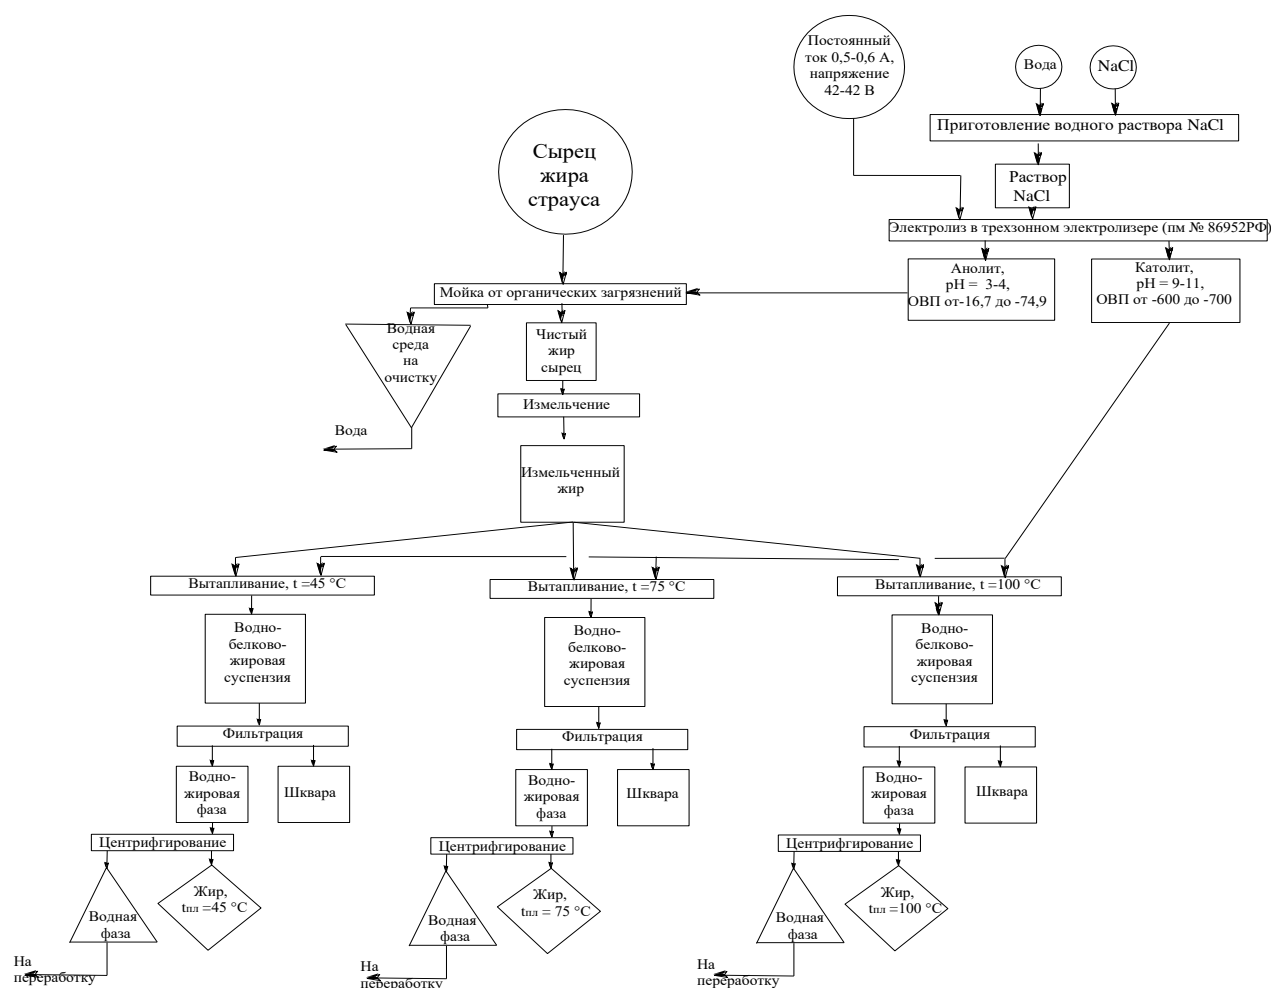 Постоянный
ток 0,5-0,6 А,
напряжение
42-42 В
Вода
NaCl
Приготовление водного раствора NaCl
Раствор
NaCl
Сырец
жира
страуса
Электролиз в трехзонном электролизере (пм № 86952РФ)
Анолит,
pH = 3-4,
ОВП от-16,7 до -74,9
Католит,
pH = 9-11,
ОВП от -600 до -700
Мойка от органических загрязнений
Водная
среда
на
очистку
Вода
Чистый
жир
сырец
Измельчение
Измельченный
жир
Вытапливание, t =45 °C
Вытапливание, t =75 °C
Вытапливание, t =100 °C
Водно-
белково-
жировая
суспензия
Водно-
белково-
жировая
суспензия
Водно-
белково-
жировая
суспензия
Фильтрация
Фильтрация
Фильтрация
Водно-
жировая
фаза
Шквара
Водно-
жировая
фаза
Шквара
Водно-
жировая
фаза
Шквара
Центрифгирование
Центрифгирование
Центрифгирование
Водная
фаза
Жир,
tпл =45 °C
Водная
фаза
Жир,
tпл = 75 °C
Водная
фаза
Жир,
tпл =100 °C
На
переработку
На
переработку
На
переработку